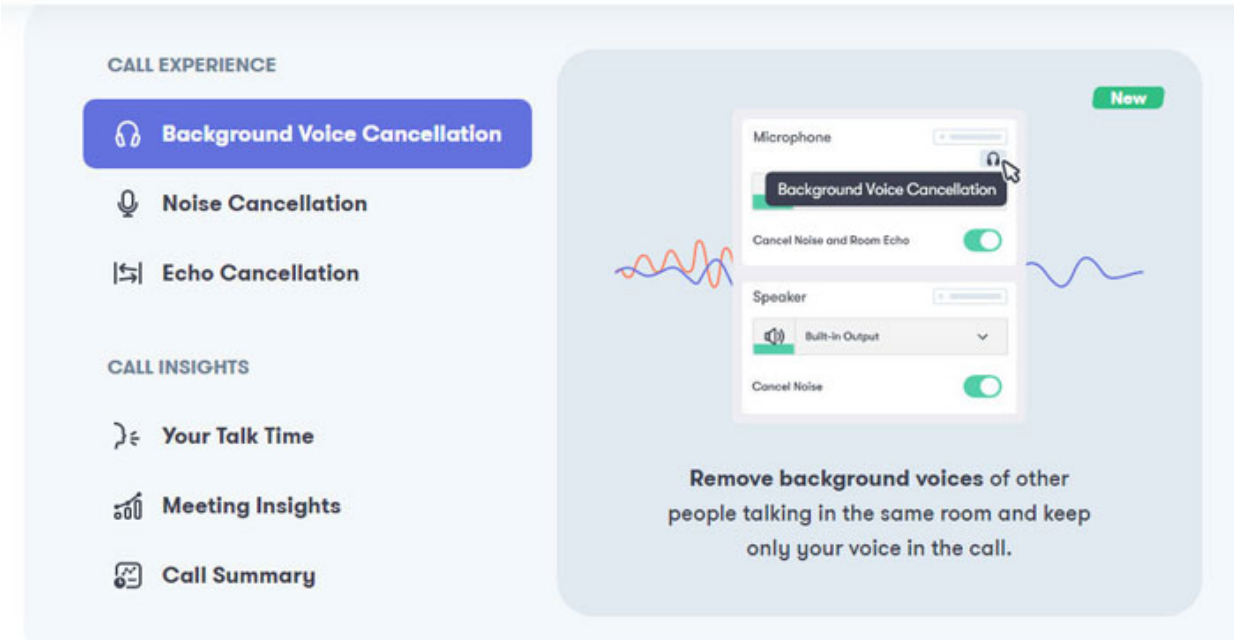 CALL EXPERIENCE
Background Voice Cancellation
Noise Cancellation
Echo Cancellation
CALL INSIGHTS
Your Talk Time
Meeting Insights
Call Summary
New
Microphone
Background Voice Cancellation
Cancel Noise and Room Echo
Speaker
Built-in Output
Cancel Noise
Remove background voices of other
people talking in the same room and keep
only your voice in the call.